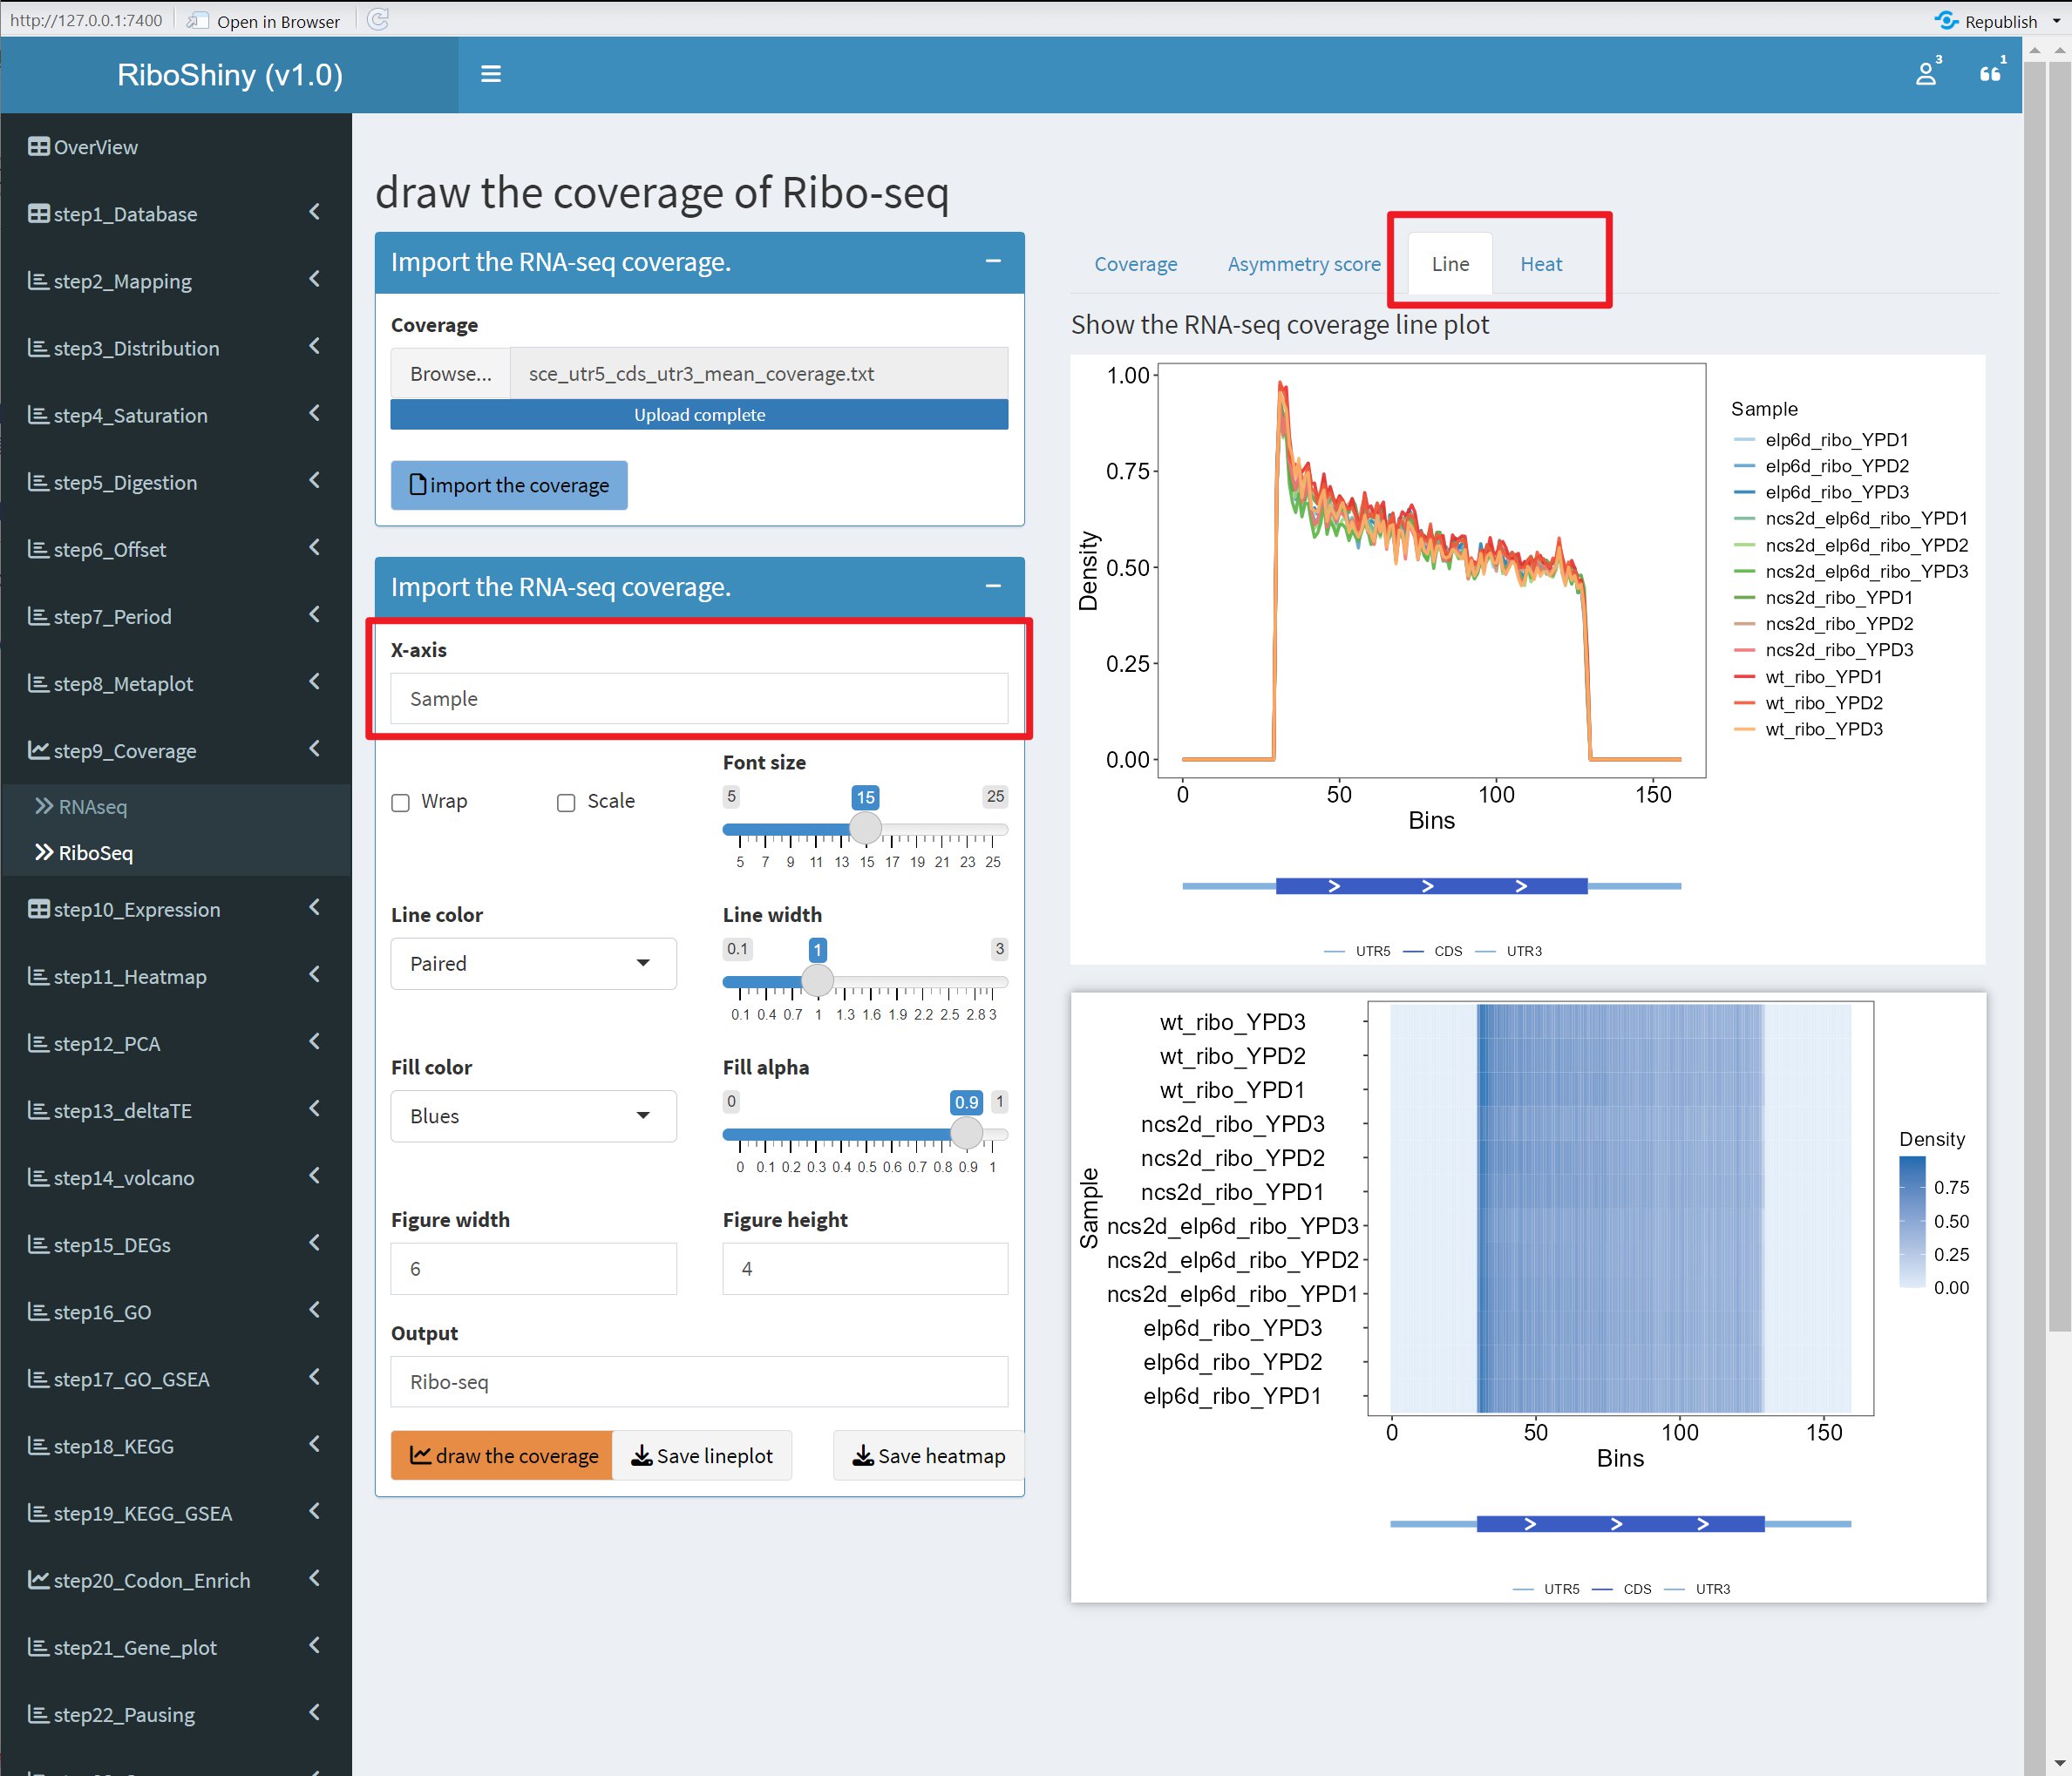 http://127.0.0.1:7400 Open in Browser Republish
RiboShiny (v1.0) 3 1
OverView
step1_Database
step2_Mapping
step3_Distribution
step4_Saturation
step5_Digestion
step6_Offset
step7_Period
step8_Metaplot
step9_Coverage
RNAseq
RiboSeq
step10_Expression
step11_Heatmap
step12_PCA
step13_deltaTE
step14_volcano
step15_DEGs
step16_GO
step17_GO_GSEA
step18_KEGG
step19_KEGG_GSEA
step20_Codon_Enrich
step21_Gene_plot
step22_Pausing
draw the coverage of Ribo-seq
Import the RNA-seq coverage.
Coverage
Browse... sce_utr5_cds_utr3_mean_coverage.txt
Upload complete
import the coverage
Import the RNA-seq coverage.
X-axis
Sample
Wrap Scale
Font size
5 15 25
5 7 9 11 13 15 17 19 21 23 25
Line color
Paired
Line width
0.1 1 3
0.1 0.4 0.7 1 1.3 1.6 1.9 2.2 2.5 2.8 3
Fill color
Blues
Fill alpha
0 0.9 1
0 0.1 0.2 0.3 0.4 0.5 0.6 0.7 0.8 0.9 1
Figure width
6
Figure height
4
Output
Ribo-seq
draw the coverage Save lineplot Save heatmap
Coverage Asymmetry score Line Heat
Show the RNA-seq coverage line plot
1.00
0.75
0.50
0.25
0.00
Density
0 50 100 150
Bins
Sample
elp6d_ribo_YPD1
elp6d_ribo_YPD2
elp6d_ribo_YPD3
ncs2d_elp6d_ribo_YPD1
ncs2d_elp6d_ribo_YPD2
ncs2d_elp6d_ribo_YPD3
ncs2d_ribo_YPD1
ncs2d_ribo_YPD2
ncs2d_ribo_YPD3
wt_ribo_YPD1
wt_ribo_YPD2
wt_ribo_YPD3
UTR5 CDS UTR3
Sample
wt_ribo_YPD3
wt_ribo_YPD2
wt_ribo_YPD1
ncs2d_ribo_YPD3
ncs2d_ribo_YPD2
ncs2d_ribo_YPD1
ncs2d_elp6d_ribo_YPD3
ncs2d_elp6d_ribo_YPD2
ncs2d_elp6d_ribo_YPD1
elp6d_ribo_YPD3
elp6d_ribo_YPD2
elp6d_ribo_YPD1
0 50 100 150
Bins
Density
0.75
0.50
0.25
0.00
UTR5 CDS UTR3